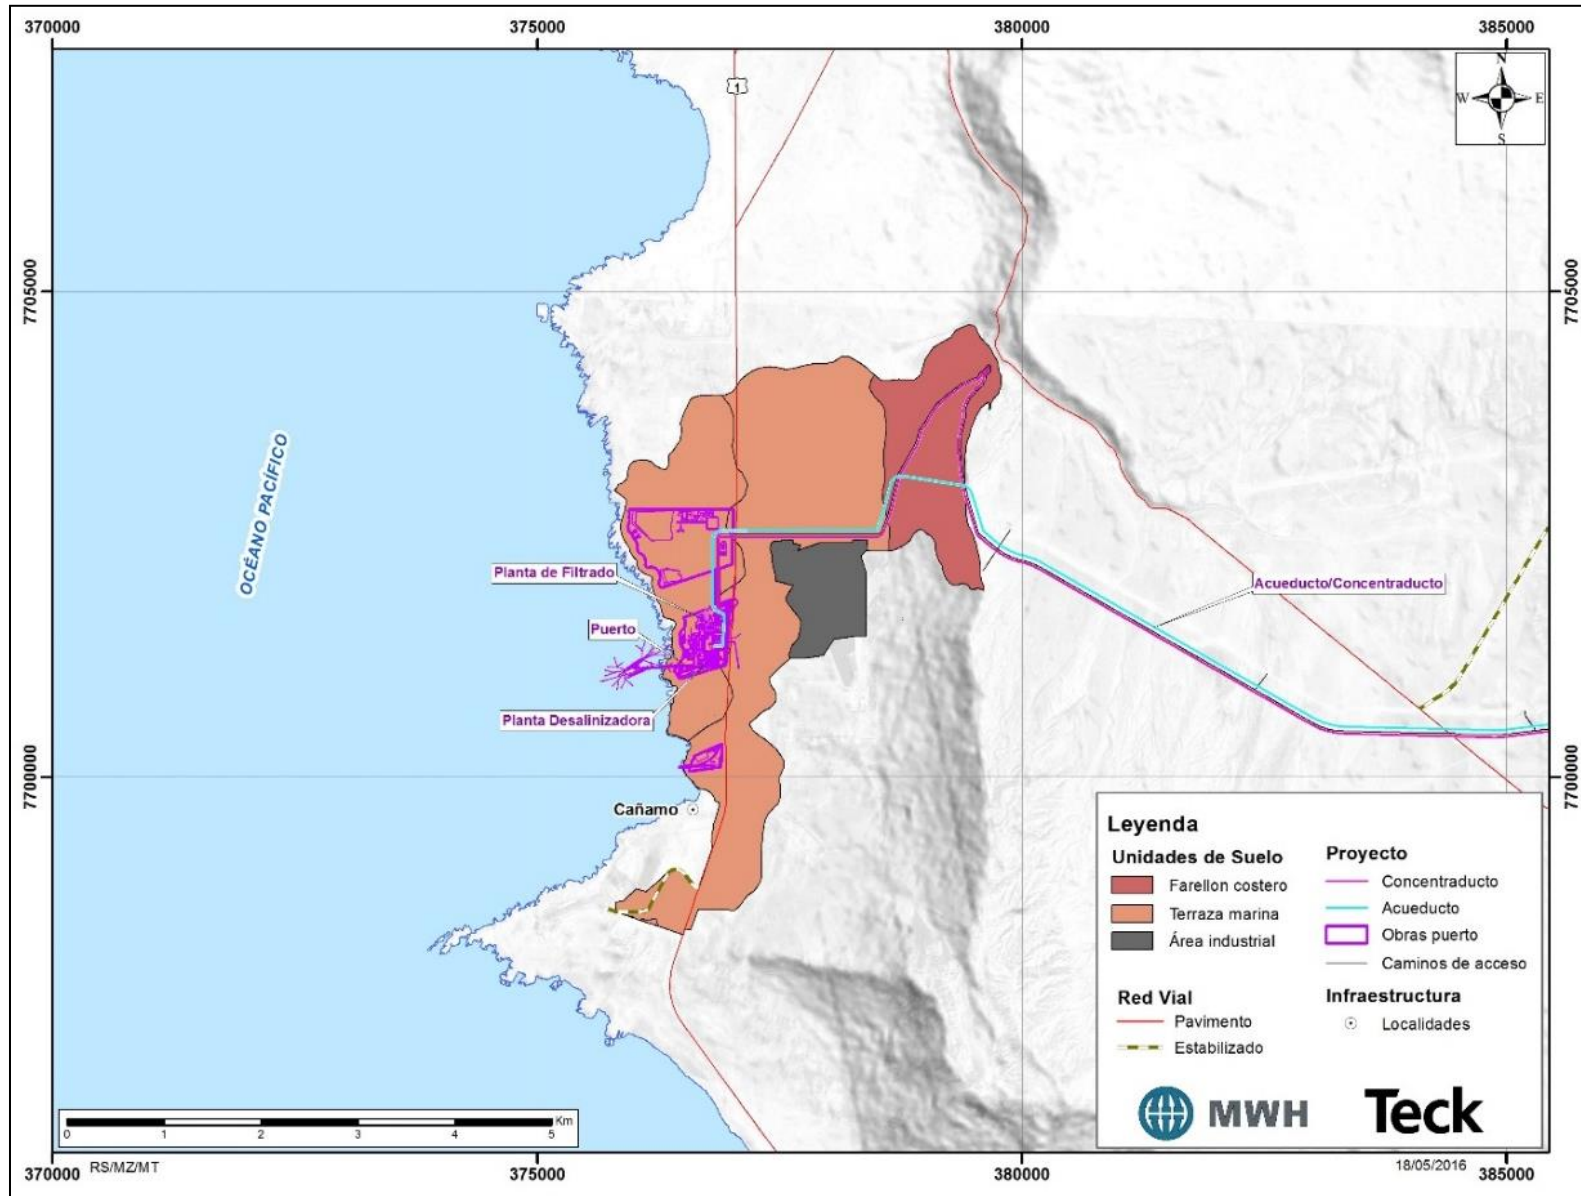 370000
375000
380000
385000
1
N
W
E
S
7705000
7705000
OCÉANO PACÍFICO
Planta de Filtrado
Acueducto/Concentraducto
Puerto
Planta Desalinizadora
7700000
7700000
Cañamo
Leyenda
Unidades de Suelo
Farellon costero
Terraza marina
Área industrial
Red Vial
Pavimento
Estabilizado
Proyecto
Concentraducto
Acueducto
Obras puerto
Caminos de acceso
Infraestructura
Localidades
MWH
Teck
Km
0 1 2 3 4 5
RS/MZ/MT
18/05/2016
370000
375000
380000
385000